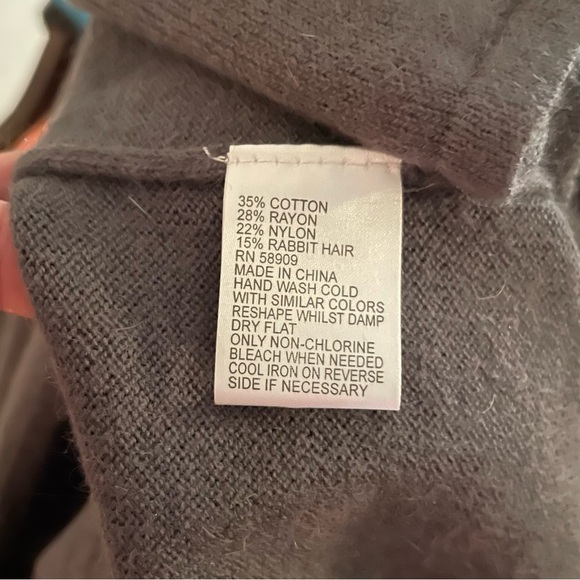 35% COTTON
28% RAYON
22% NYLON
15% RABBIT HAIR
RN 58909
MADE IN CHINA
HAND WASH COLD
WITH SIMILAR COLORS
RESHAPE WHILST DAMP
DRY FLAT
ONLY NON-CHLORINE
BLEACH WHEN NEEDED
COOL IRON ON REVERSE
SIDE IF NECESSARY